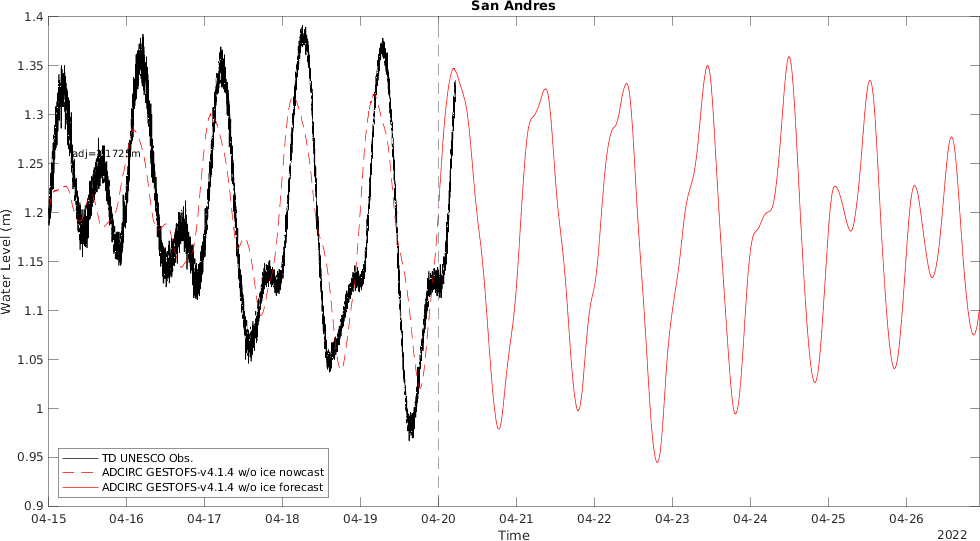 San Andres
1.4
1.35
1.3
1.25
1.2
1.15
1.1
1.05
1
0.95
0.9
Water Level (m)
TD UNESCO Obs.
ADCIRC GESTOFS-v4.1.4 w/o ice nowcast
ADCIRC GESTOFS-v4.1.4 w/o ice forecast
04-15 04-16 04-17 04-18 04-19 04-20 04-21 04-22 04-23 04-24 04-25 04-26
Time
2022